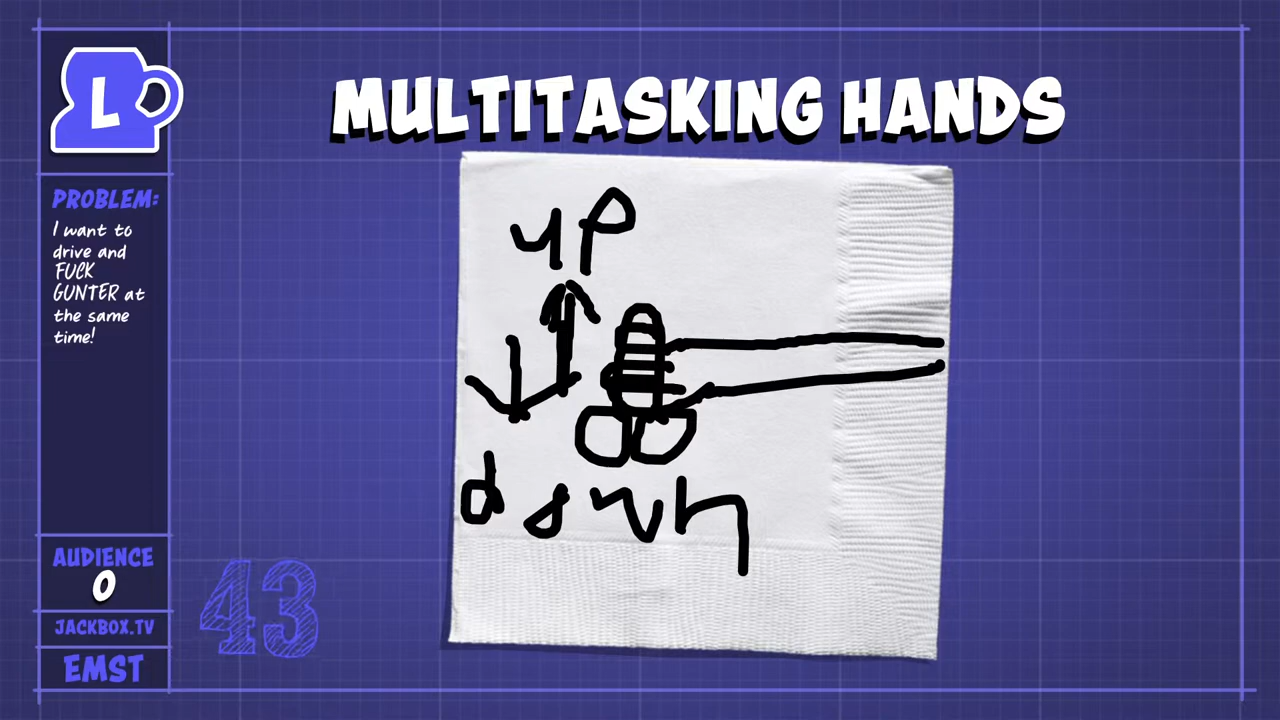 L
MULTITASKING HANDS
PROBLEM:
I want to
drive and
FUCK
GUNTER at
the same
time!
up
down
AUDIENCE
0
43
JACKBOX.TV
EMST